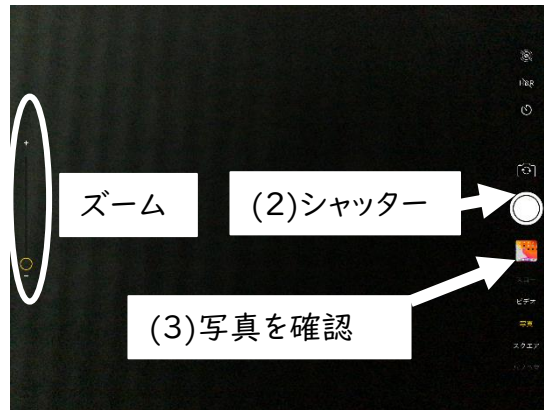 HDR
+
ズーム
(2)シャッター
−
(3)写真を確認
ビデオ
写真
スクエア